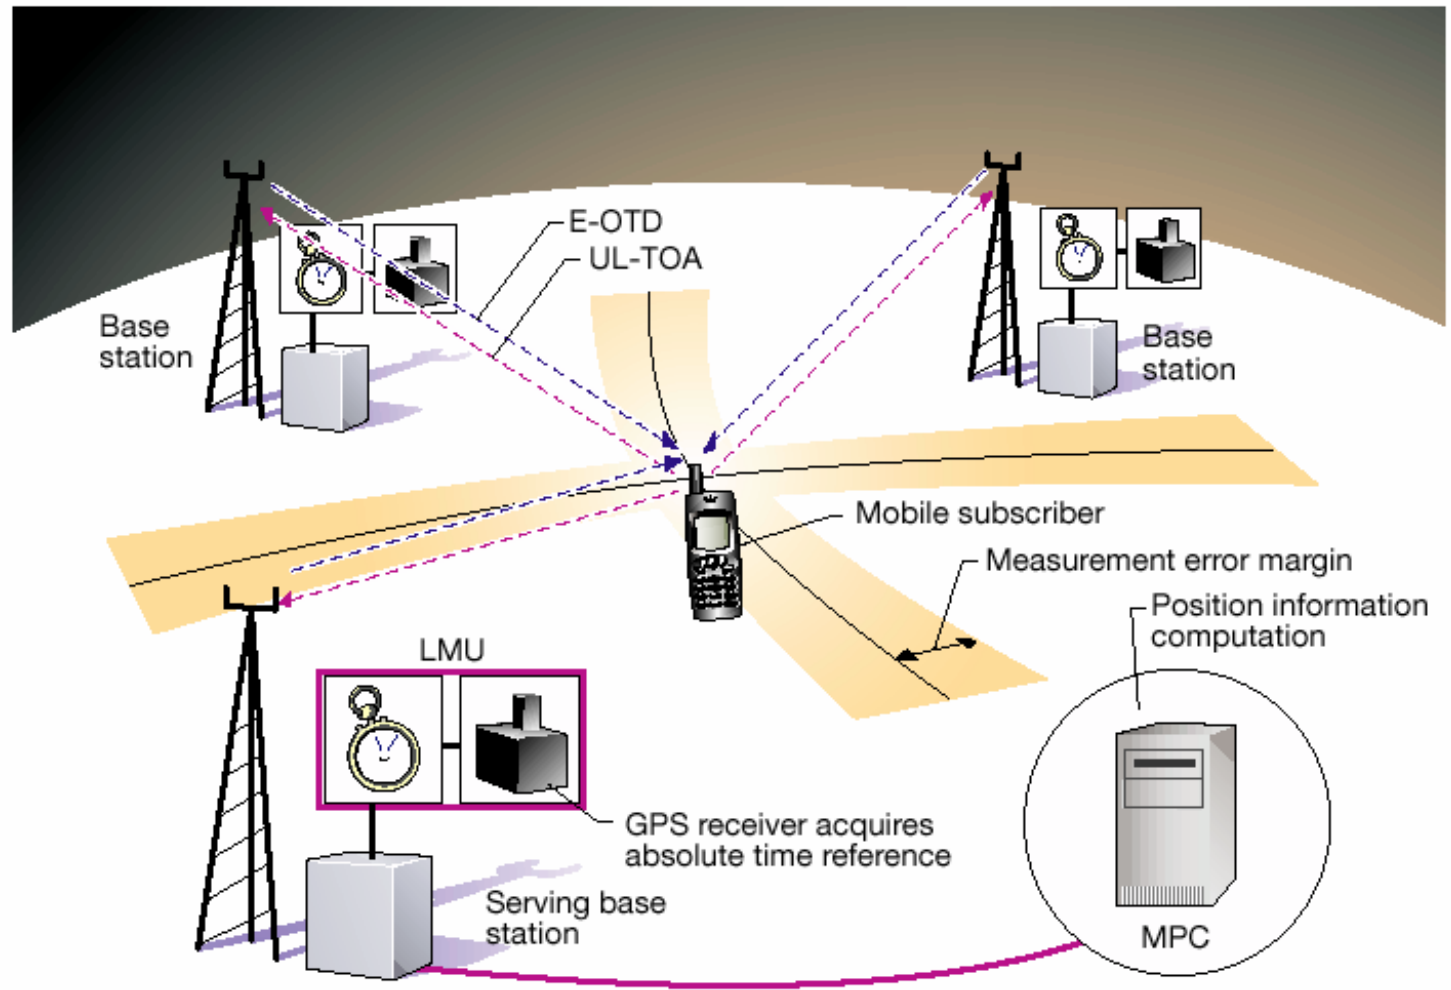 E-OTD
UL-TOA
Base
station
Base
station
Mobile subscriber
Measurement error margin
Position information
computation
LMU
GPS receiver acquires
absolute time reference
Serving base
station
MPC